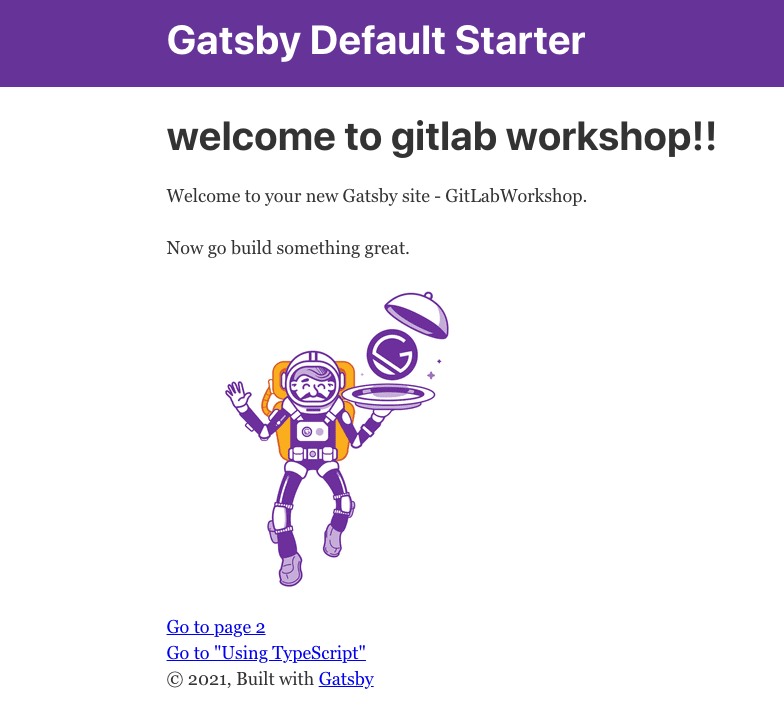 Gatsby Default Starter
welcome to gitlab workshop!!
Welcome to your new Gatsby site - GitLabWorkshop.
Now go build something great.
Go to page 2
Go to "Using TypeScript"
© 2021, Built with Gatsby